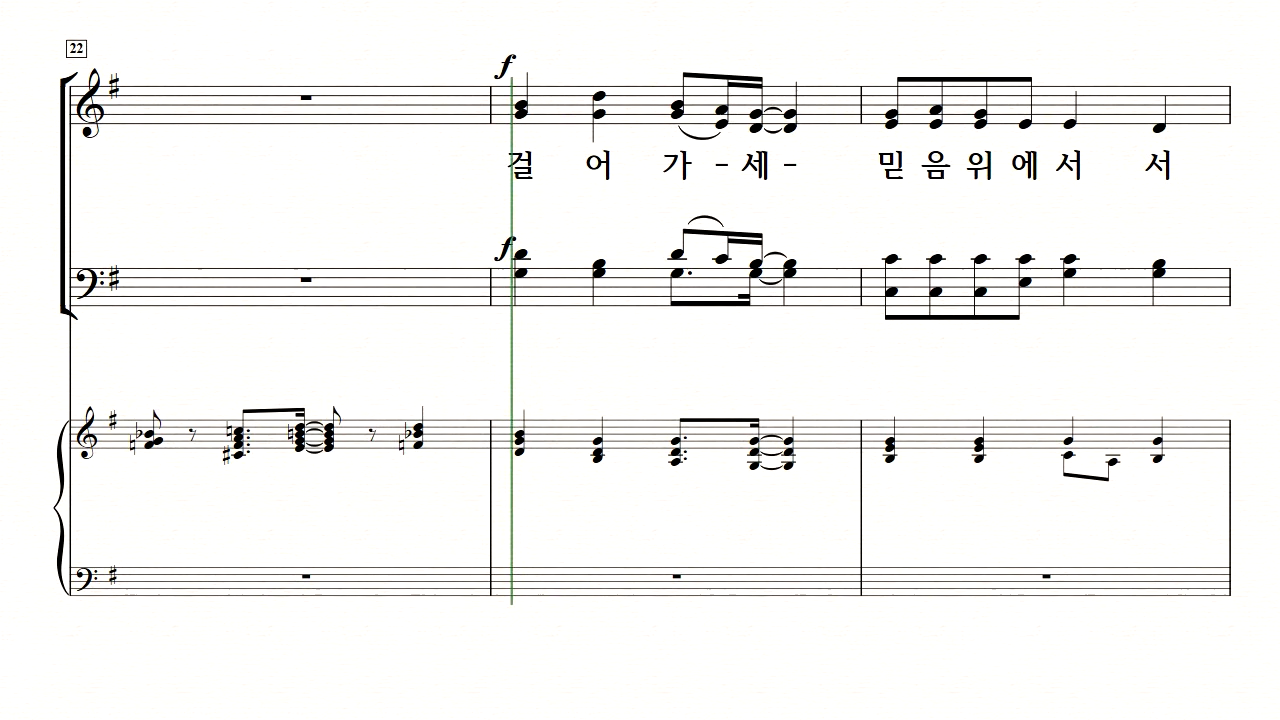 22
f
걸 어 가 - 세 - 믿 음 위 에 서 서
f